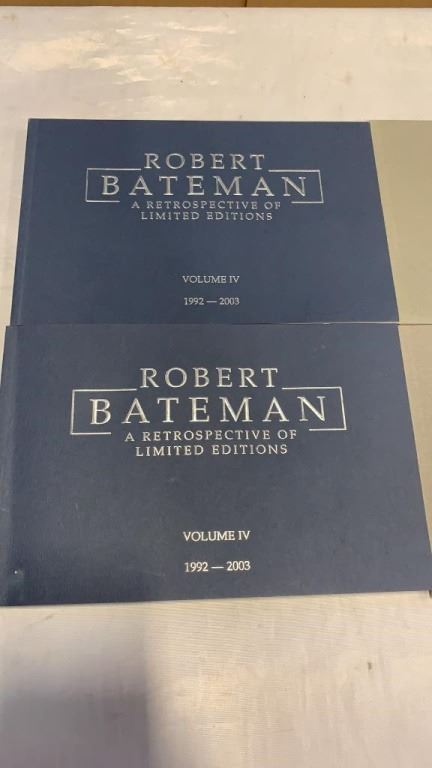 ROBERT
BATEMAN
A RETROSPECTIVE OF
LIMITED EDITIONS
VOLUME IV
1992 — 2003
ROBERT
BATEMAN
A RETROSPECTIVE OF
LIMITED EDITIONS
VOLUME IV
1992 — 2003